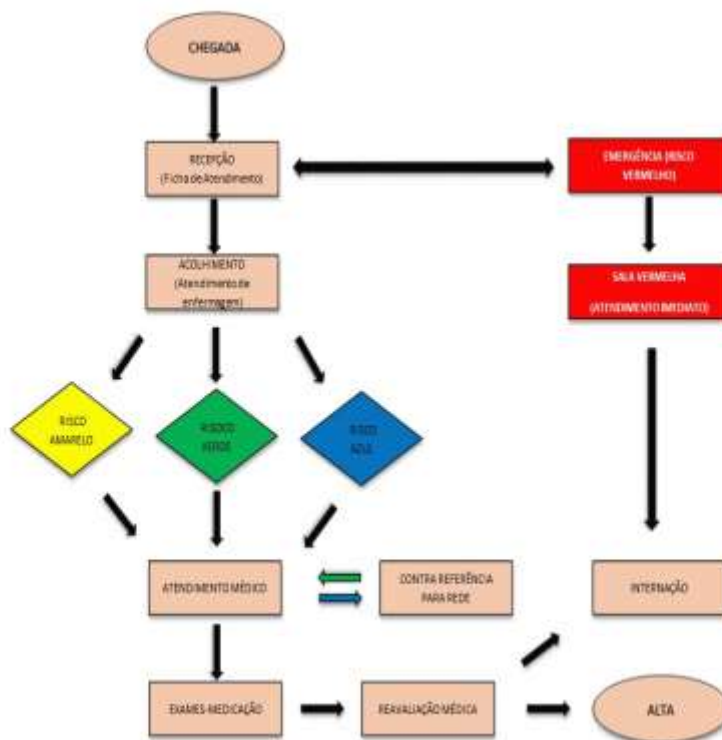 CHEGADA
RECEPÇÃO
(Ficha de Atendimento)
EMERGÊNCIA (RISCO
VERMELHO)
ACOLHIMENTO
(Atendimento de
enfermagem)
SALA VERMELHA
(ATENDIMENTO IMEDIATO)
RISCO
AMARELO
VERDE
RISCO
AZUL
ATENDIMENTO MÉDICO
CONTRA REFERÊNCIA
PARA REDE
INTERNAÇÃO
EXAMES-MEDICAÇÃO
REAVALIAÇÃO MÉDICA
ALTA